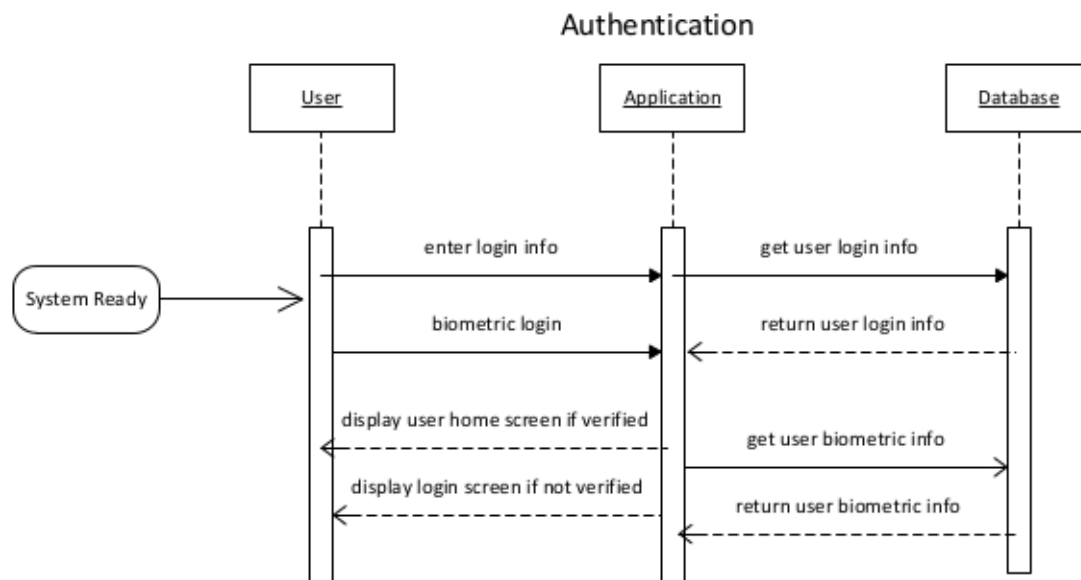 Authentication
User
Application
Database
enter login info
get user login info
System Ready
biometric login
return user login info
display user home screen if verified
get user biometric info
display login screen if not verified
return user biometric info